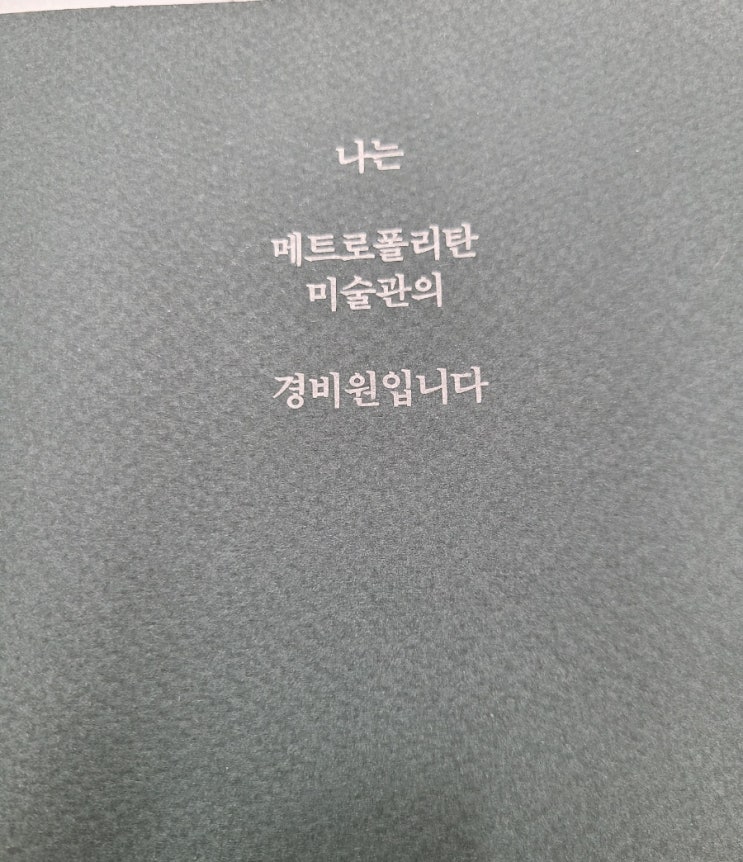 나는
메트로폴리탄
미술관의
경비원입니다